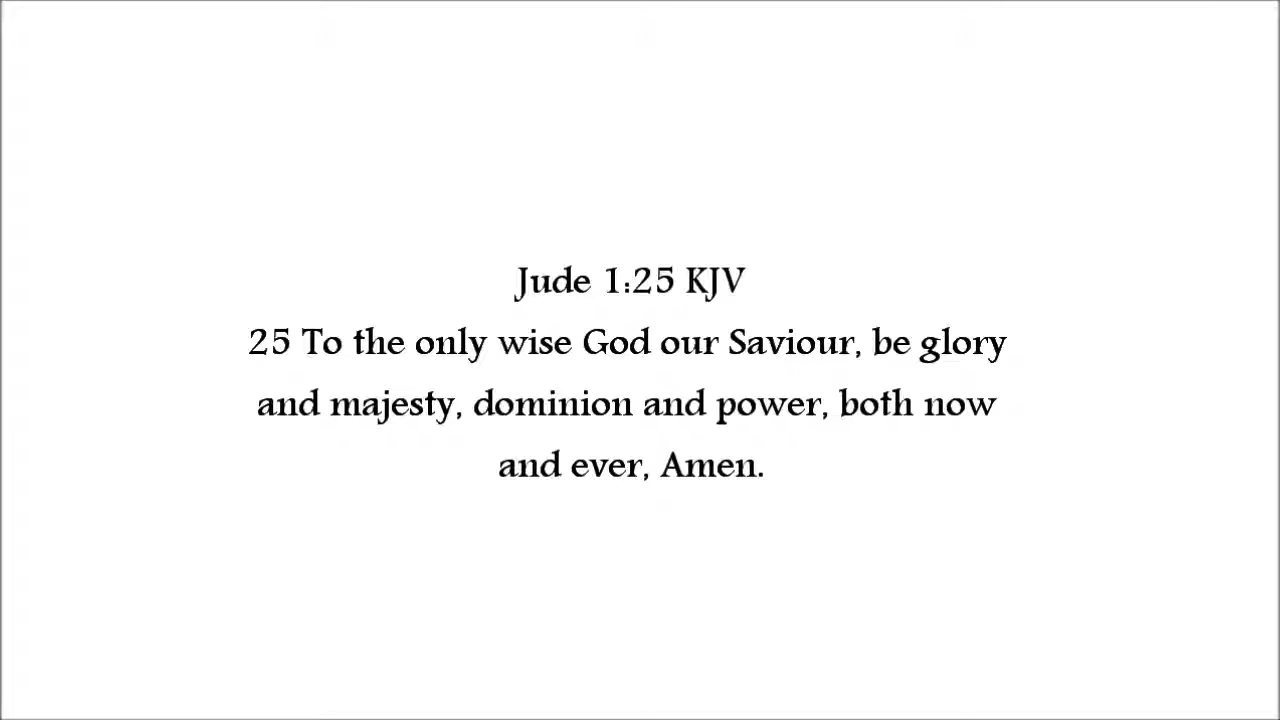 Jude 1:25 KJV
25 To the only wise God our Saviour, be glory
and majesty, dominion and power, both now
and ever, Amen.